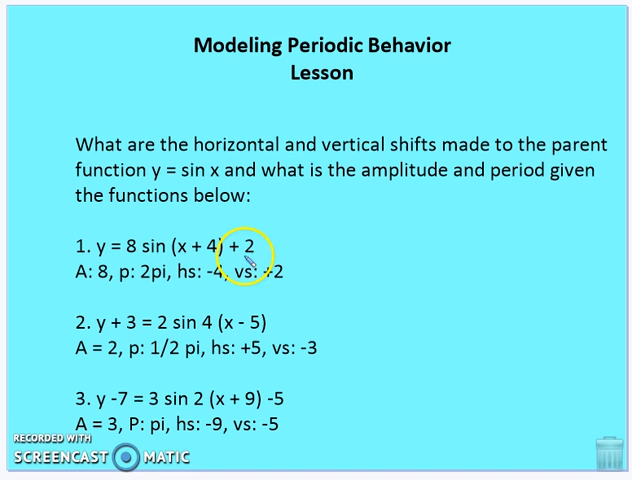 Modeling Periodic Behavior
Lesson
What are the horizontal and vertical shifts made to the parent
function y = sin x and what is the amplitude and period given
the functions below:
1. y = 8 sin (x + 4) + 2
A: 8, p: 2pi, hs: -4, vs: +2
2. y + 3 = 2 sin 4 (x - 5)
A = 2, p: 1/2 pi, hs: +5, vs: -3
3. y -7 = 3 sin 2 (x + 9) -5
A = 3, P: pi, hs: -9, vs: -5
RECORDED WITH
SCREENCAST MATIC